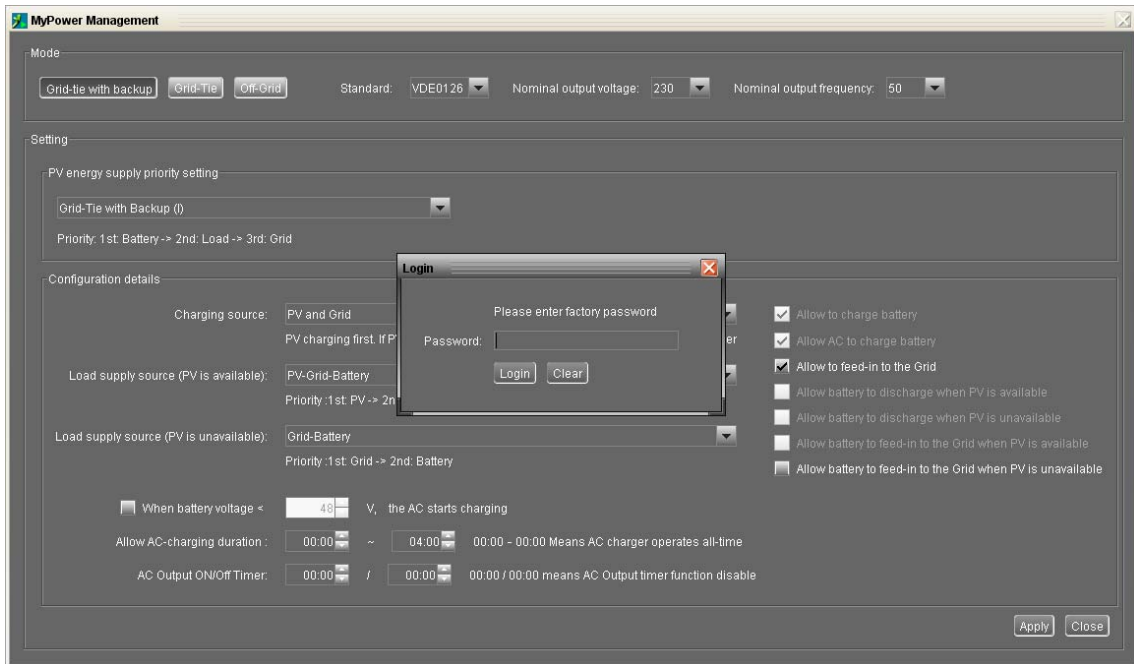 MyPower Management
Mode
Grid-tie with backup Grid-Tie Off-Grid Standard: VDE0126 Nominal output voltage: 230 Nominal output frequency: 50
Setting
PV energy supply priority setting
Grid-Tie with Backup (I)
Priority: 1st: Battery -> 2nd: Load -> 3rd: Grid
Configuration details
Charging source: PV and Grid
PV charging first. If P
er
Load supply source (PV is available): PV-Grid-Battery
Priority :1st: PV -> 2n
Load supply source (PV is unavailable): Grid-Battery
Priority :1st: Grid -> 2nd: Battery
When battery voltage < 48 V, the AC starts charging
Allow AC-charging duration : 00:00 ~ 04:00 00:00 - 00:00 Means AC charger operates all-time
AC Output ON/Off Timer: 00:00 / 00:00 00:00 / 00:00 means AC Output timer function disable
Allow to charge battery
Allow AC to charge battery
Allow to feed-in to the Grid
Allow battery to discharge when PV is available
Allow battery to discharge when PV is unavailable
Allow battery to feed-in to the Grid when PV is available
Allow battery to feed-in to the Grid when PV is unavailable
Login
Please enter factory password
Password:
Login Clear
Apply Close